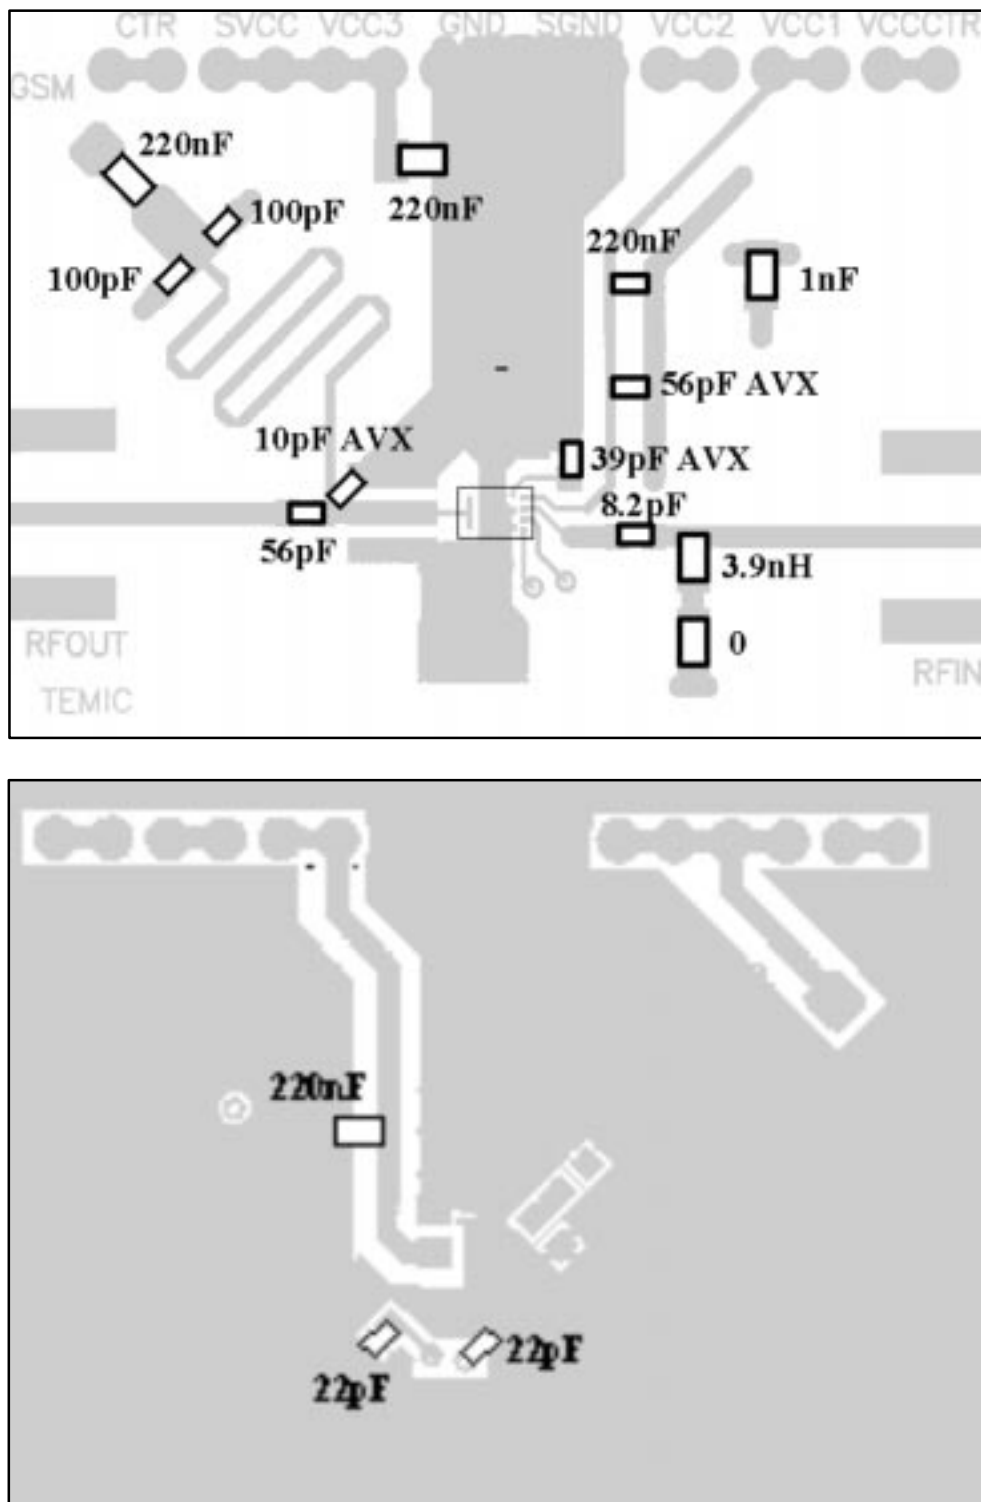 CTR SVCC VCC3 GND SGND VCC2 VCC1 VCCCTR
GSM
220nF
100pF
220nF
220nF
100pF
1nF
56pF AVX
10pF AVX
39pF AVX
8.2pF
56pF
3.9nH
0
RFOUT
RFIN
TEMIC
220nF
22pF
22pF